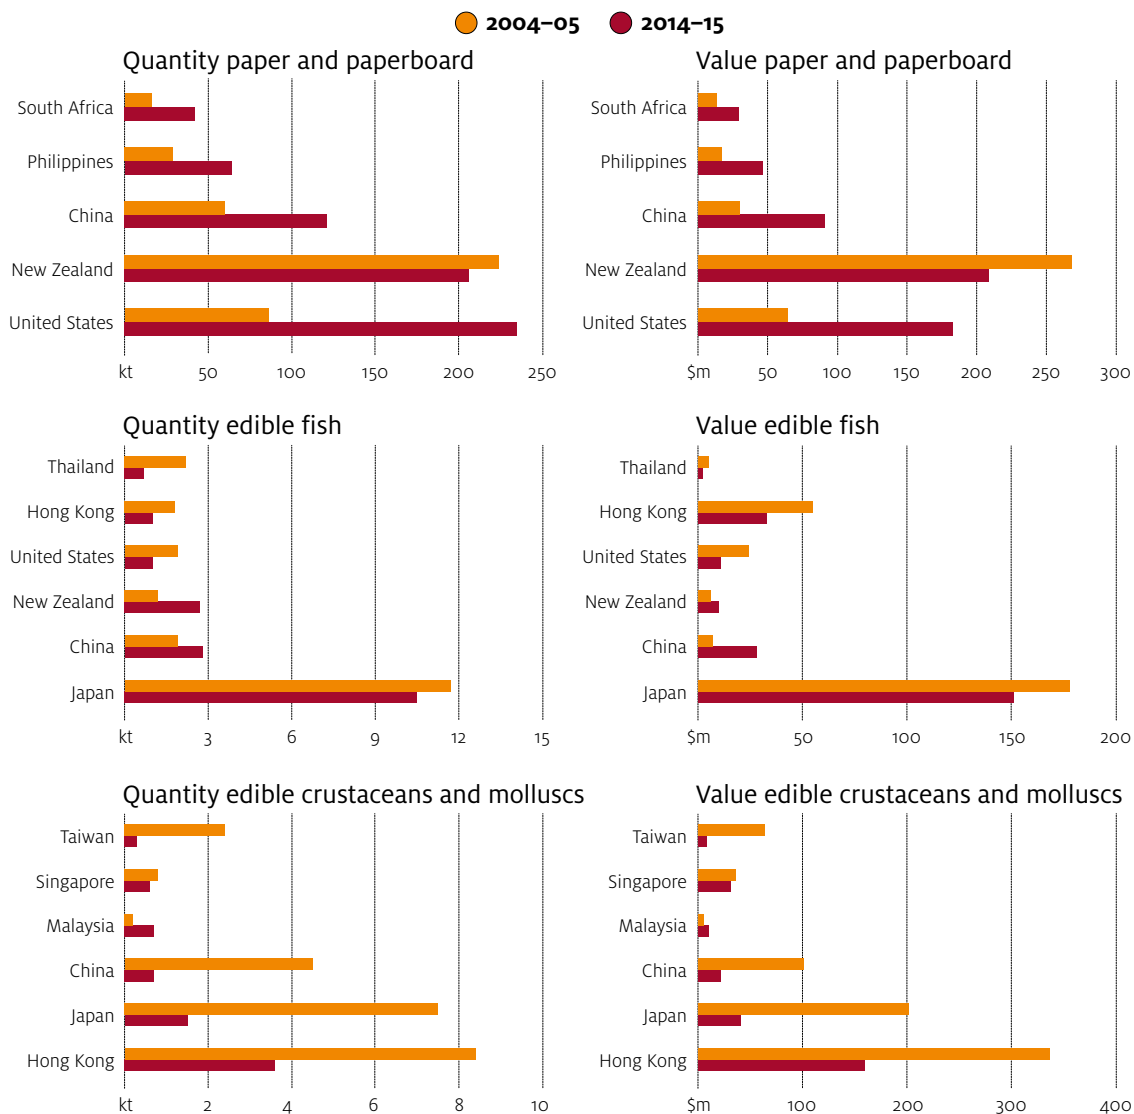 2004–05 2014–15
Quantity paper and paperboard
South Africa
Philippines
China
New Zealand
United States
kt 50 100 150 200 250
Value paper and paperboard
South Africa
Philippines
China
New Zealand
United States
$m 50 100 150 200 250 300
Quantity edible fish
Thailand
Hong Kong
United States
New Zealand
China
Japan
kt 3 6 9 12 15
Value edible fish
Thailand
Hong Kong
United States
New Zealand
China
Japan
$m 50 100 150 200
Quantity edible crustaceans and molluscs
Taiwan
Singapore
Malaysia
China
Japan
Hong Kong
kt 2 4 6 8 10
Value edible crustaceans and molluscs
Taiwan
Singapore
Malaysia
China
Japan
Hong Kong
$m 100 200 300 400